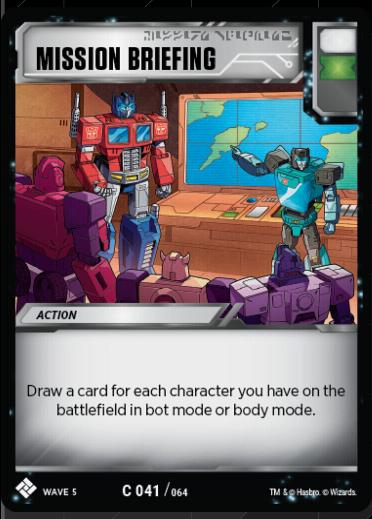 MISSION BRIEFING
ACTION
Draw a card for each character you have on the
battlefield in bot mode or body mode.
WAVE 5
C 041 / 064
TM & © Hasbro. © Wizards.